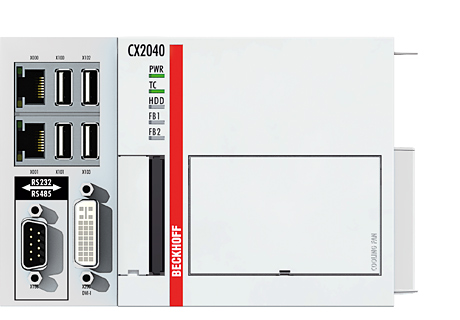 CX2040
X000 X100 X102
PWR
TC
HDD
FB1
FB2
X001 X101 X103
RS232
RS485
X200
DVI-I
BECKHOFF
COOLING FAN